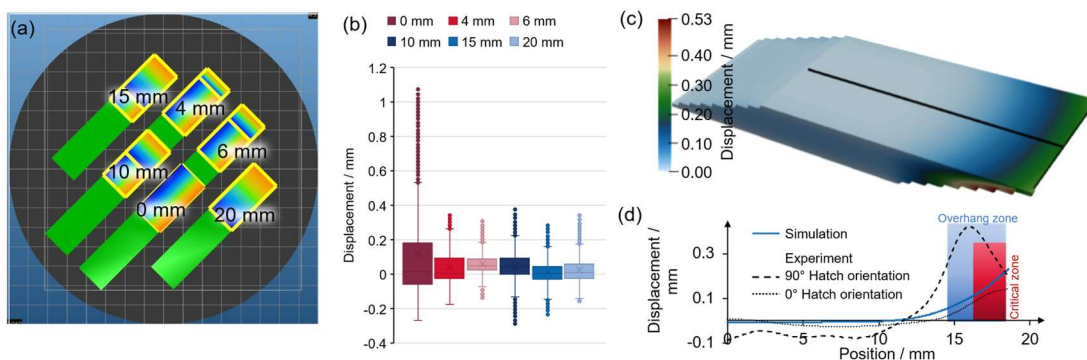 (a)
15 mm
4 mm
6 mm
10 mm
0 mm
20 mm
(b)
0 mm 4 mm 6 mm
10 mm 15 mm 20 mm
Displacement / mm
1.2
1
0.8
0.6
0.4
0.2
0
-0.2
-0.4
(c)
Displacement / mm
0.53
0.40
0.30
0.20
0.10
0.00
(d)
Overhang zone
Simulation
Experiment
90° Hatch orientation
0° Hatch orientation
Critical zone
Displacement /
mm
0.3
0.1
-0.1
0 5 10 15 20
Position / mm